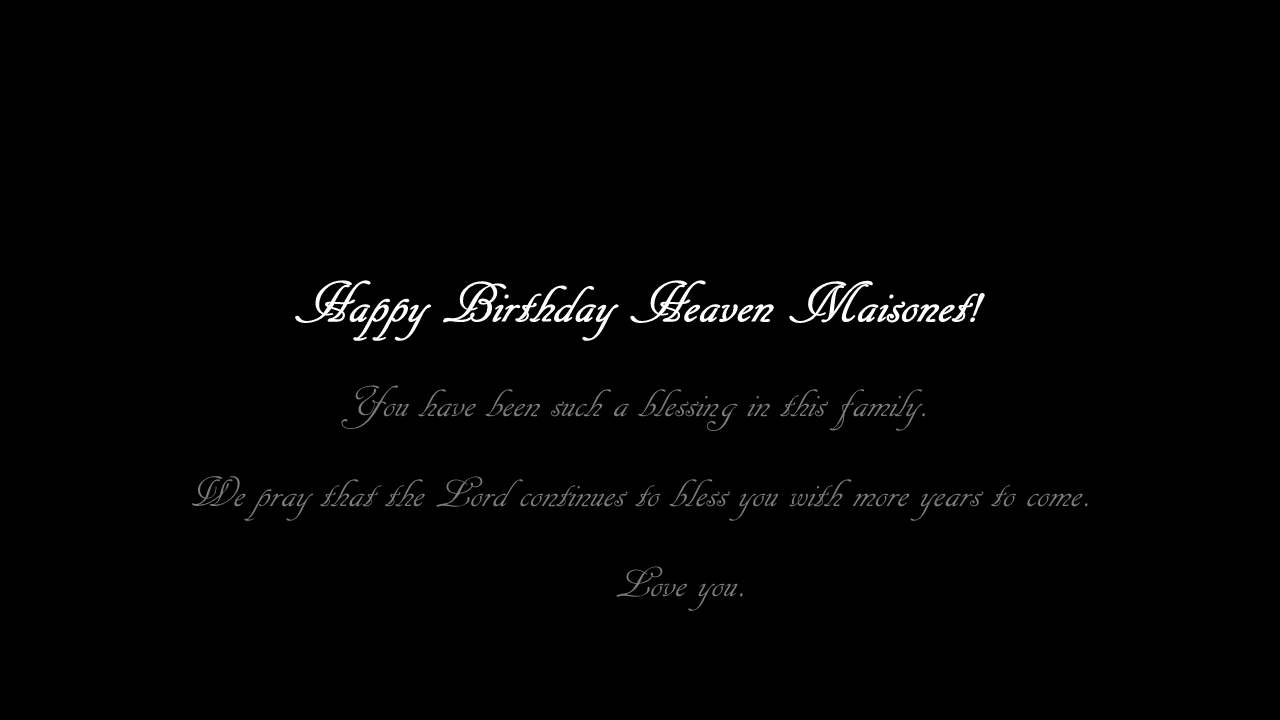 Happy Birthday Heaven Maisonet!
You have been such a blessing in this family.
We pray that the Lord continues to bless you with more years to come.
Love you.